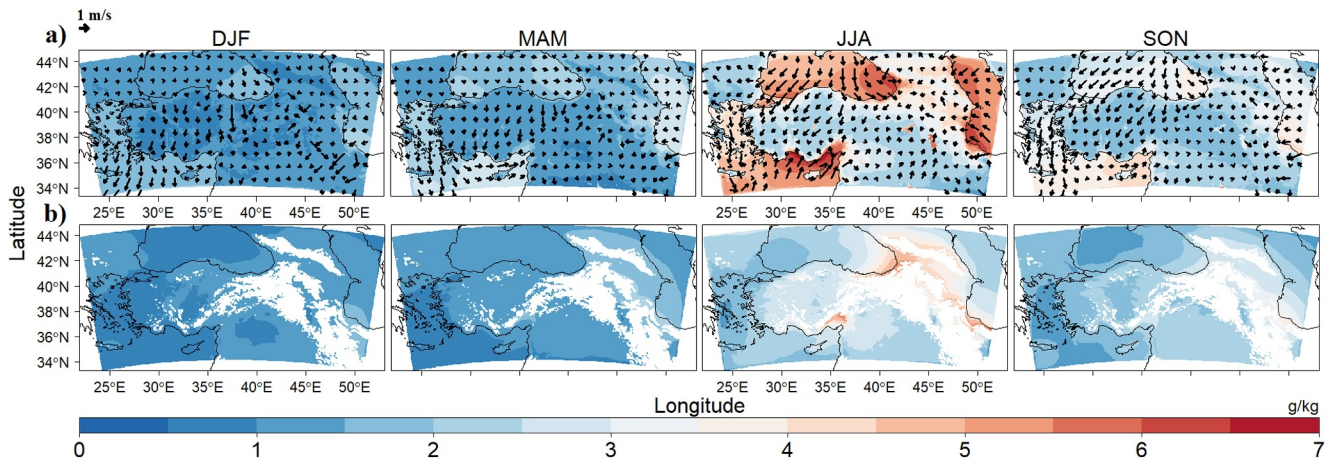 1 m/s
a) DJF MAM JJA SON
44°N
42°N
40°N
38°N
36°N
34°N
25°E 30°E 35°E 40°E 45°E 50°E 25°E 30°E 35°E 40°E 45°E 50°E
b)
Latitude
44°N
42°N
40°N
38°N
36°N
34°N
25°E 30°E 35°E 40°E 45°E 50°E 25°E 30°E 35°E 40°E 45°E 50°E
Longitude g/kg
0 1 2 3 4 5 6 7